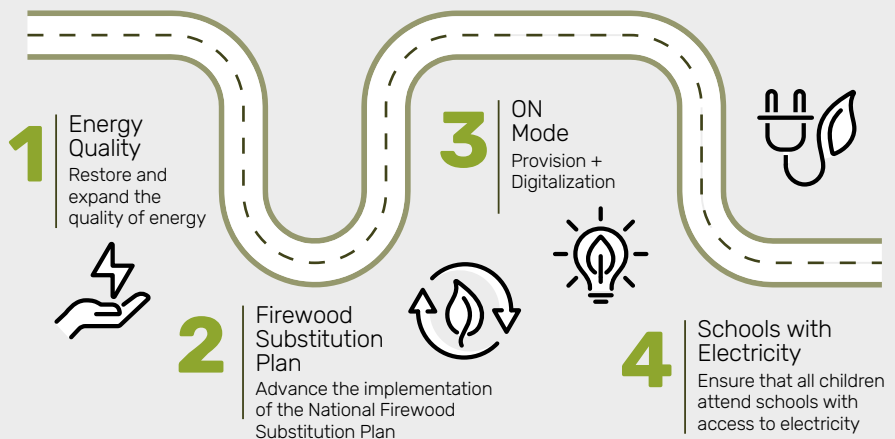 1
Energy
Quality
Restore and
expand the
quality of energy
2
Firewood
Substitution
Plan
Advance the implementation
of the National Firewood
Substitution Plan
3
ON
Mode
Provision +
Digitalization
4
Schools with
Electricity
Ensure that all children
attend schools with
access to electricity